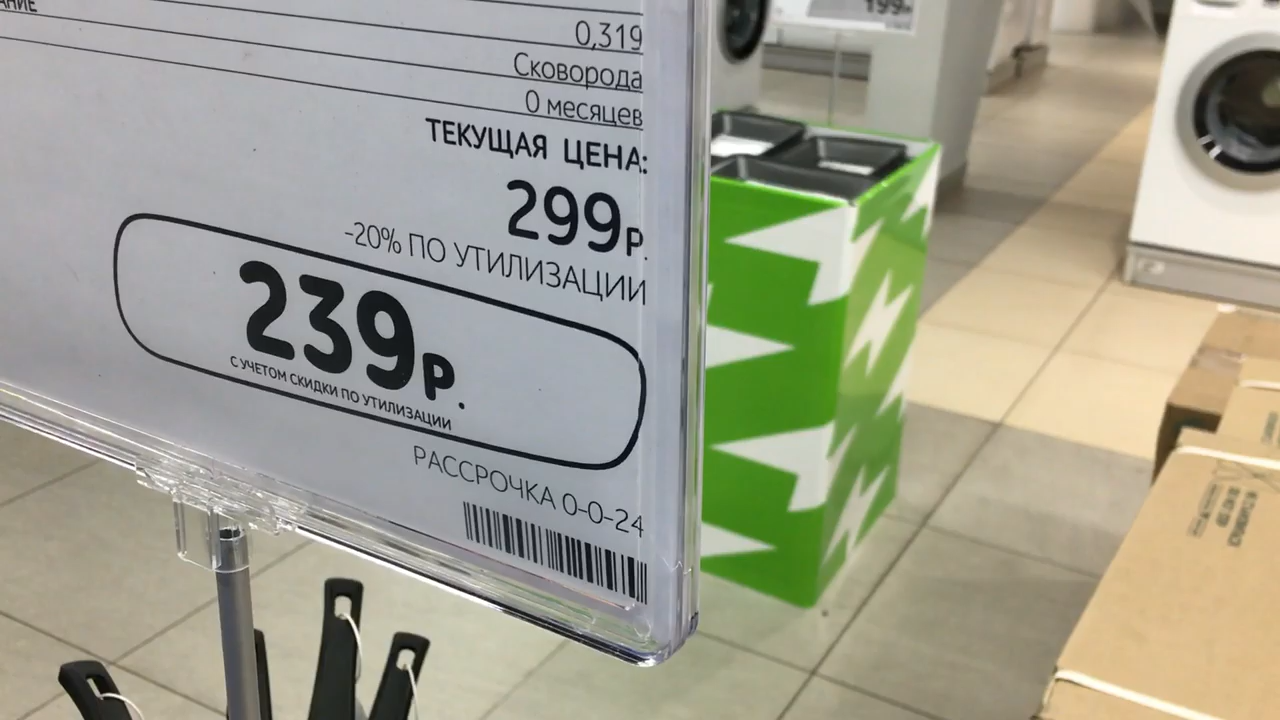 0,319
Сковорода
0 месяцев
ТЕКУЩАЯ ЦЕНА:
299Р.
-20% ПО УТИЛИЗАЦИИ
239Р.
С УЧЕТОМ СКИДКИ ПО УТИЛИЗАЦИИ
РАССРОЧКА 0-0-24
199